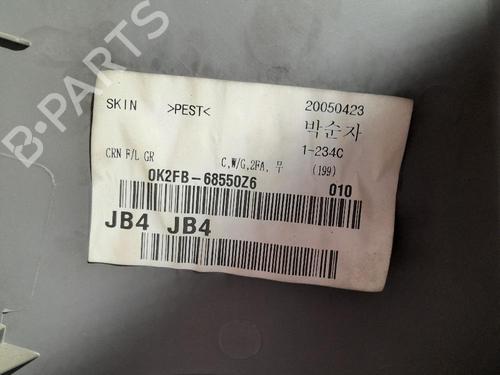 SKIN >PEST< 20050423
박순자
1-234C
CRN F/L GR C,W/G,2FA,무 (199)
0K2FB-68550Z6 010
JB4 JB4
B-PARTS